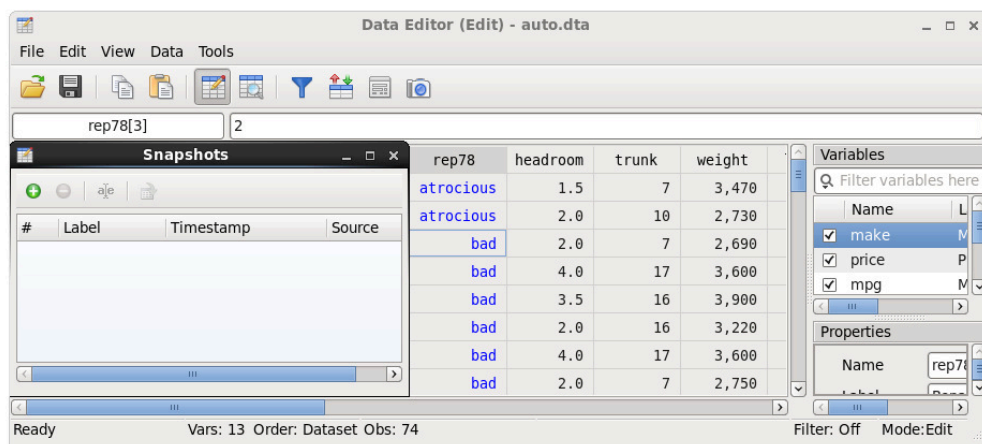 Data Editor (Edit) - auto.dta
File Edit View Data Tools
rep78[3] 2
Snapshots
# Label Timestamp Source
rep78 headroom trunk weight
atrocious 1.5 7 3,470
atrocious 2.0 10 2,730
bad 2.0 7 2,690
bad 4.0 17 3,600
bad 3.5 16 3,900
bad 2.0 16 3,220
bad 4.0 17 3,600
bad 2.0 7 2,750
Variables
Filter variables here
Name L
make M
price P
mpg M
Properties
Name rep78
Ready Vars: 13 Order: Dataset Obs: 74 Filter: Off Mode:Edit